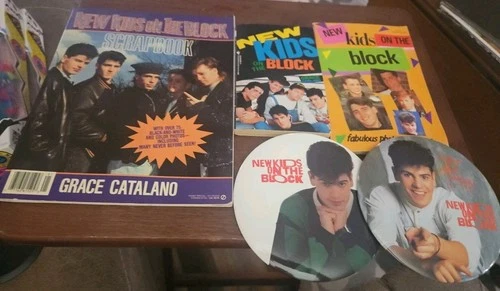 NEW KIDS ON THE BLOCK
SCRAPBOOK
WITH OVER 70
BLACK-AND-WHITE
AND COLOR PHOTOS—
INCLUDING
MANY NEVER BEFORE SEEN!
GRACE CATALANO
NEW
KIDS
ON THE BLOCK
NEW kids ON THE
block
fabulous
NEW KIDS
ON THE
BLOCK
NEW KIDS
ON THE
BLOCK